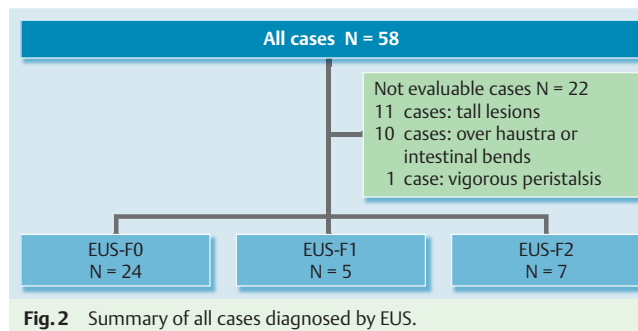 All cases N = 58
Not evaluable cases N = 22
11 cases: tall lesions
10 cases: over haustra or
intestinal bends
1 case: vigorous peristalsis
EUS-F0
N = 24
EUS-F1
N = 5
EUS-F2
N = 7
Fig. 2 Summary of all cases diagnosed by EUS.